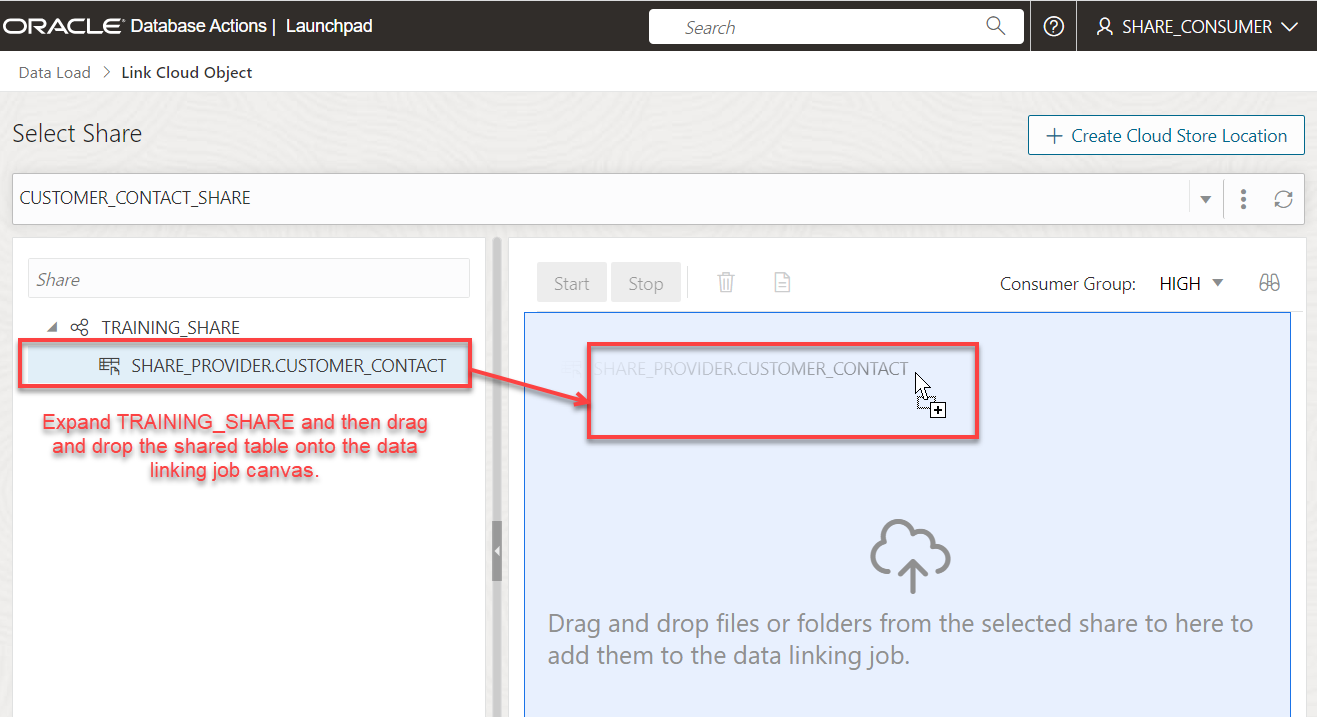 ORACLE Database Actions | Launchpad
Search
SHARE_CONSUMER
Data Load > Link Cloud Object
Select Share
+ Create Cloud Store Location
CUSTOMER_CONTACT_SHARE
Share
TRAINING_SHARE
SHARE_PROVIDER.CUSTOMER_CONTACT
Expand TRAINING_SHARE and then drag
and drop the shared table onto the data
linking job canvas.
Start Stop
Consumer Group: HIGH
SHARE_PROVIDER.CUSTOMER_CONTACT
Drag and drop files or folders from the selected share to here to
add them to the data linking job.